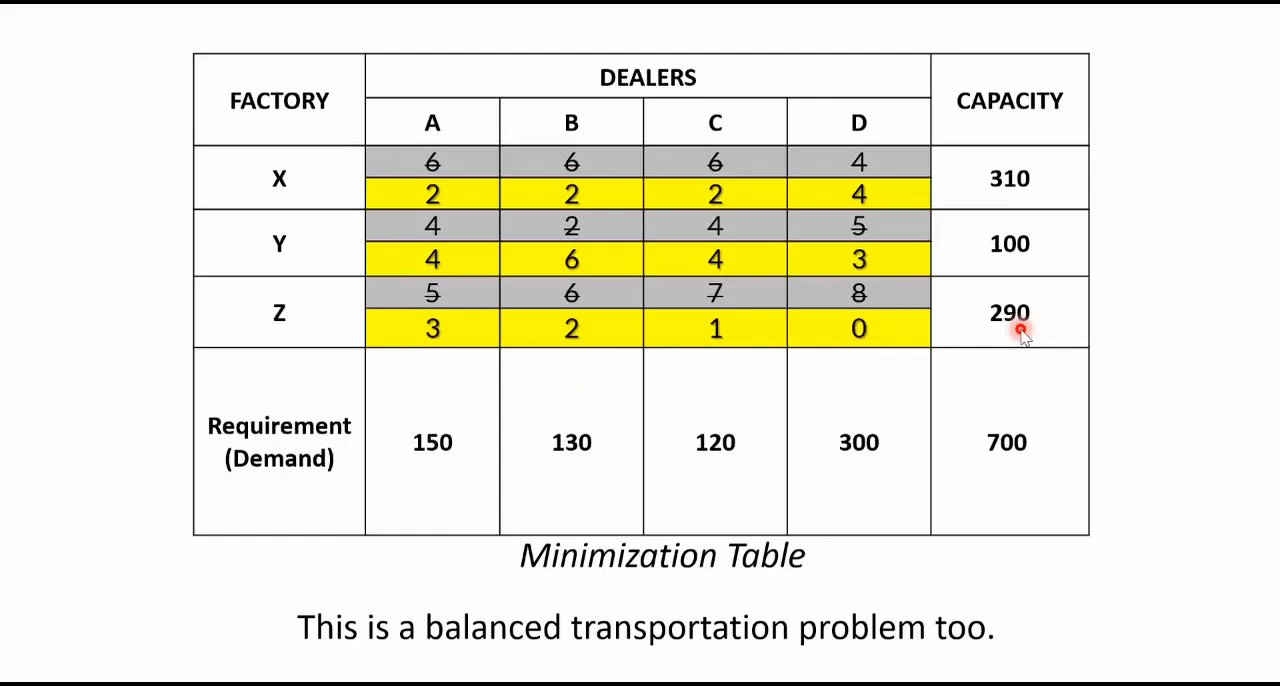 FACTORY DEALERS CAPACITY
A B C D
X 6 6 6 4 310
2 2 2 4
Y 4 2 4 5 100
4 6 4 3
Z 5 6 7 8 290
3 2 1 0
Requirement
(Demand) 150 130 120 300 700
Minimization Table
This is a balanced transportation problem too.